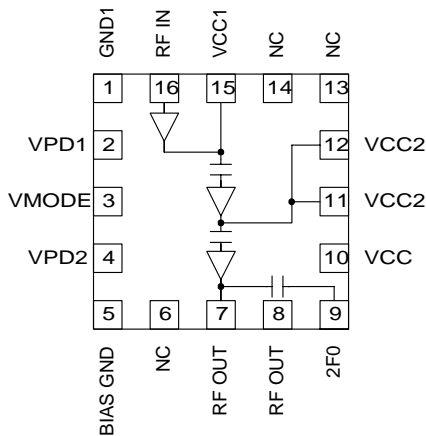 GND1
RF IN
VCC1
NC
NC
1
16
15
14
13
VPD1
2
12
VCC2
VMODE
3
11
VCC2
VPD2
4
10
VCC
5
6
7
8
9
BIAS GND
NC
RF OUT
RF OUT
2F0